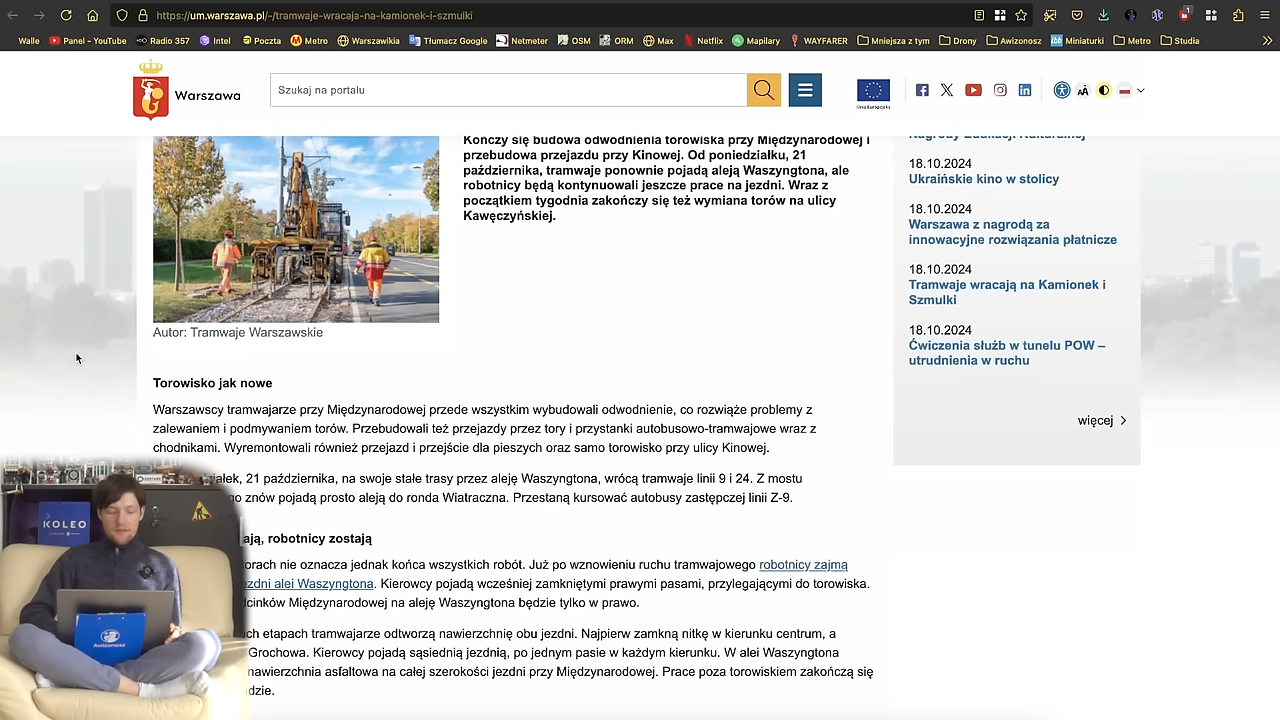 https://um.warszawa.pl/-/tramwaje-wracaja-na-kamionek-i-szmulki
Walle Panel - YouTube Radio 357 Intel Poczta Metro Warszawikia Tłumacz Google Netmeter OSM ORM Max Netflix Mapilary WAYFARER Mniejsza z tym Drony Awizonosz Miniaturki Metro Studia
Warszawa
Szukaj na portalu
Unia Europejska
Kończy się budowa odwodnienia torowiska przy Międzynarodowej i
przebudowa przejazdu przy Kinowej. Od poniedziałku, 21
października, tramwaje ponownie pojadą aleją Waszyngtona, ale
robotnicy będą kontynuowali jeszcze prace na jezdni. Wraz z
początkiem tygodnia zakończy się też wymiana torów na ulicy
Kawęczyńskiej.
Autor: Tramwaje Warszawskie
Torowisko jak nowe
Warszawscy tramwajarze przy Międzynarodowej przede wszystkim wybudowali odwodnienie, co rozwiąże problemy z
zalewaniem i podmywaniem torów. Przebudowali też przejazdy przez tory i przystanki autobusowo-tramwajowe wraz z
chodnikami. Wyremontowali również przejazd i przejście dla pieszych oraz samo torowisko przy ulicy Kinowej.
ałek, 21 października, na swoje stałe trasy przez aleję Waszyngtona, wrócą tramwaje linii 9 i 24. Z mostu
go znów pojadą prosto aleją do ronda Wiatraczna. Przestaną kursować autobusy zastępczej linii Z-9.
ają, robotnicy zostają
orach nie oznacza jednak końca wszystkich robót. Już po wznowieniu ruchu tramwajowego robotnicy zajmą
ezdni alei Waszyngtona. Kierowcy pojadą wcześniej zamkniętymi prawymi pasami, przylegającymi do torowiska.
dcinków Międzynarodowej na aleję Waszyngtona będzie tylko w prawo.
ch etapach tramwajarze odtworzą nawierzchnię obu jezdni. Najpierw zamkną nitkę w kierunku centrum, a
Grochowa. Kierowcy pojadą sąsiednią jezdnią, po jednym pasie w każdym kierunku. W alei Waszyngtona
nawierzchnia asfaltowa na całej szerokości jezdni przy Międzynarodowej. Prace poza torowiskiem zakończą się
dzie.
Nagrody Edukacji Kulturalnej
18.10.2024
Ukraińskie kino w stolicy
18.10.2024
Warszawa z nagrodą za
innowacyjne rozwiązania płatnicze
18.10.2024
Tramwaje wracają na Kamionek i
Szmulki
18.10.2024
Ćwiczenia służb w tunelu POW –
utrudnienia w ruchu
więcej
KOLEO
Awizonosz